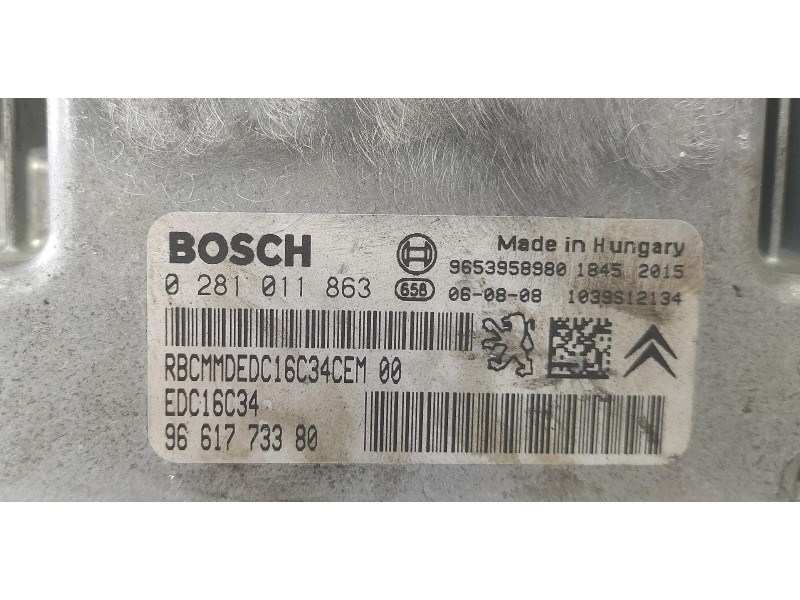 BOSCH
Made in Hungary
9653958980 1845 2015
0 281 011 863
658
06-08-08 1039S12134
RBCMMDEDC16C34CEM 00
EDC16C34
96 617 733 80